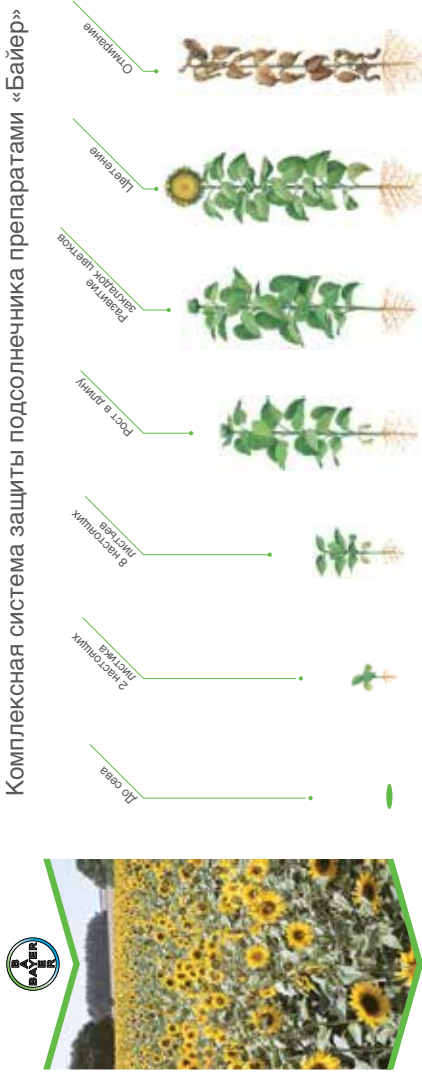 Комплексная система защиты подсолнечника препаратами «Байер»
BAYER
BAYER
До сева
2 настоящих
листика
8 настоящих
листьев
Рост в длину
Развитие
закладок цветков
Цветение
Отмирание